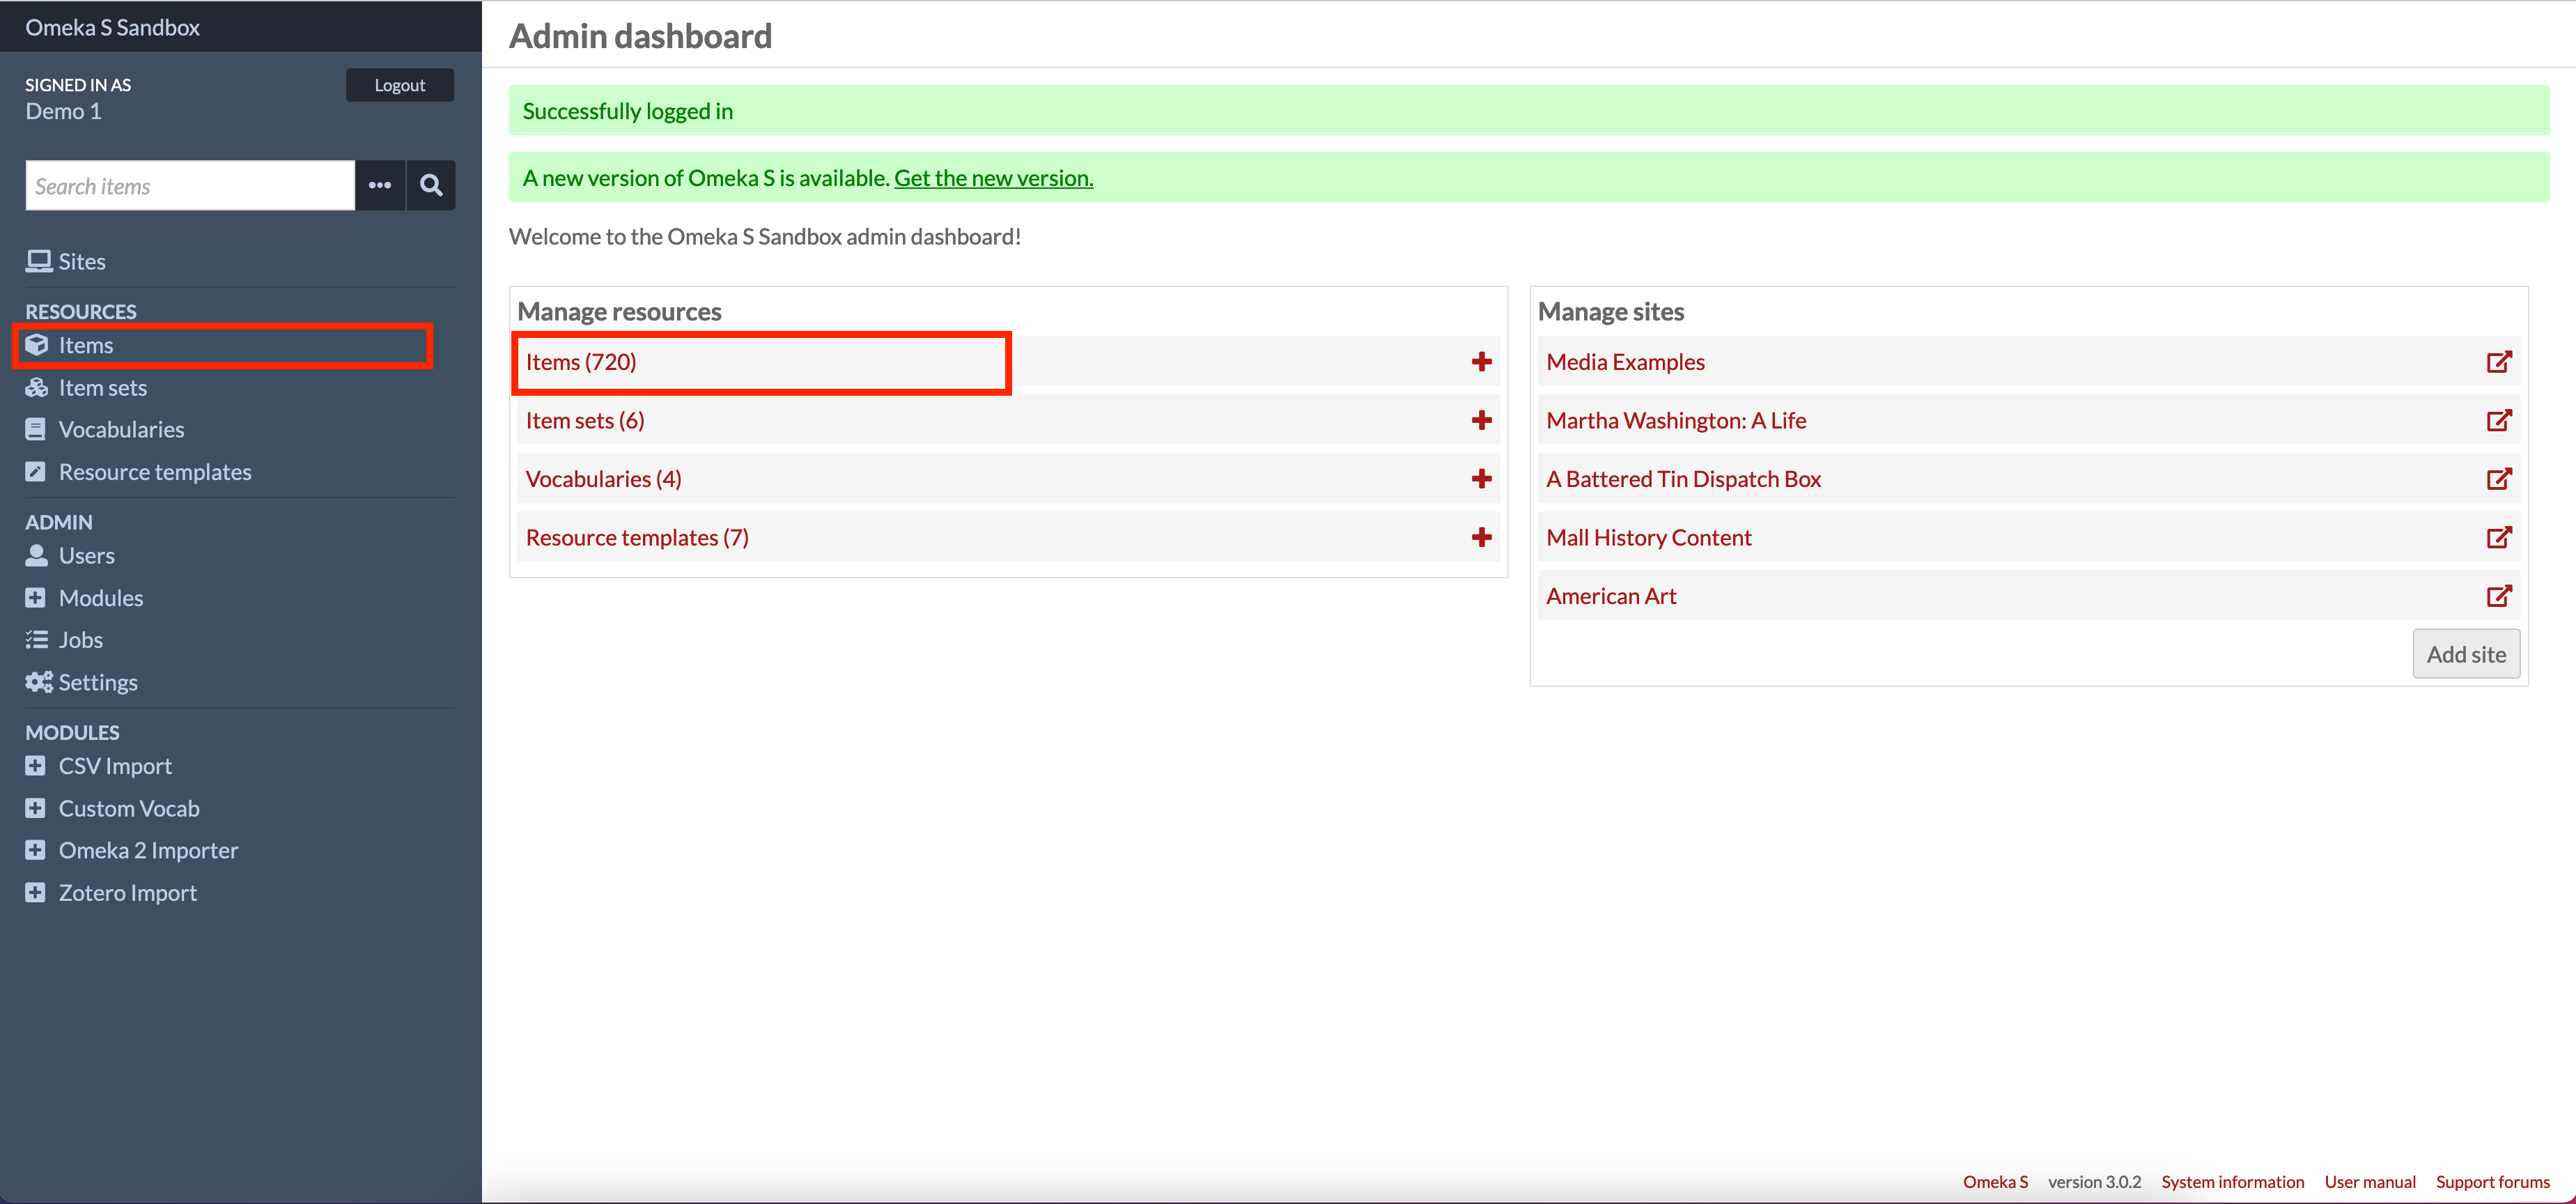 Omeka S Sandbox
SIGNED IN AS
Demo 1
Logout
Search items
Sites
RESOURCES
Items
Item sets
Vocabularies
Resource templates
ADMIN
Users
Modules
Jobs
Settings
MODULES
CSV Import
Custom Vocab
Omeka 2 Importer
Zotero Import
Admin dashboard
Successfully logged in
A new version of Omeka S is available. Get the new version.
Welcome to the Omeka S Sandbox admin dashboard!
Manage resources
Items (720)
Item sets (6)
Vocabularies (4)
Resource templates (7)
Manage sites
Media Examples
Martha Washington: A Life
A Battered Tin Dispatch Box
Mall History Content
American Art
Add site
Omeka S version 3.0.2 System information User manual Support forums